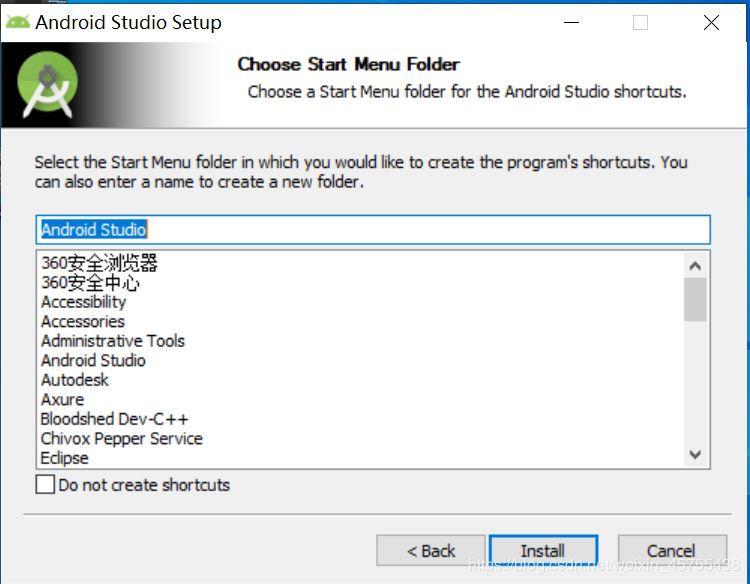 Android Studio Setup
Choose Start Menu Folder
Choose a Start Menu folder for the Android Studio shortcuts.
Select the Start Menu folder in which you would like to create the program's shortcuts. You
can also enter a name to create a new folder.
Android Studio
360安全浏览器
360安全中心
Accessibility
Accessories
Administrative Tools
Android Studio
Autodesk
Axure
Bloodshed Dev-C++
Chivox Pepper Service
Eclipse
Do not create shortcuts
< Back
Install
Cancel
https://blog.csdn.net/weixin_45755438